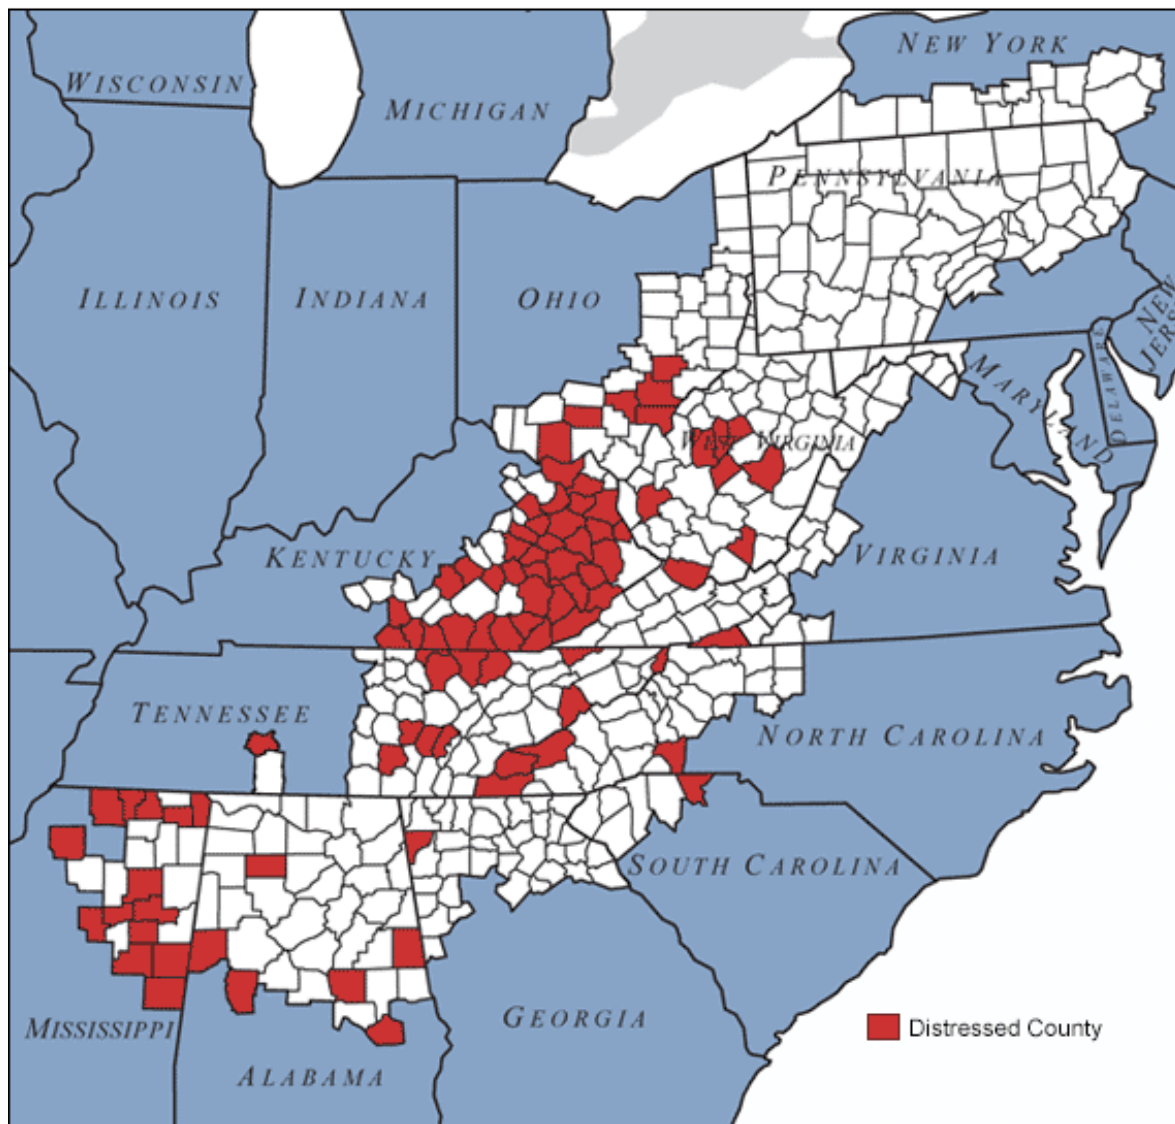 NEW YORK
WISCONSIN
MICHIGAN
PENNSYLVANIA
ILLINOIS
INDIANA
OHIO
NEW
JERS
MARYLAND
DELAWARE
WEST VIRGINIA
KENTUCKY
VIRGINIA
TENNESSEE
NORTH CAROLINA
SOUTH CAROLINA
MISSISSIPPI
GEORGIA
Distressed County
ALABAMA